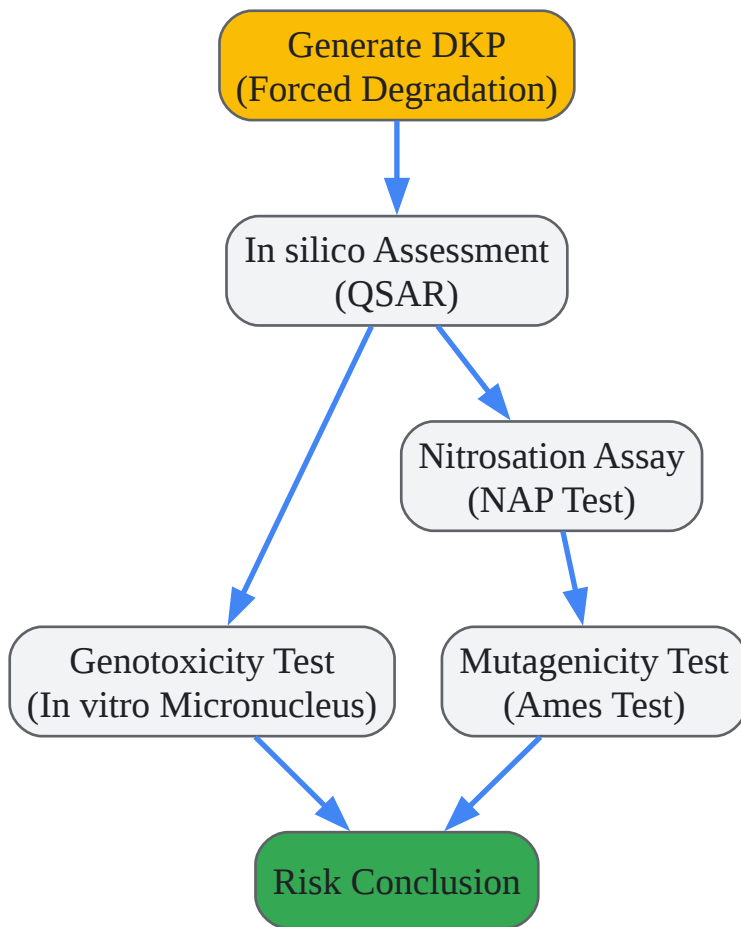 Generate DKP
(Forced Degradation)
In silico Assessment
(QSAR)
Nitrosation Assay
(NAP Test)
Genotoxicity Test
(In vitro Micronucleus)
Mutagenicity Test
(Ames Test)
Risk Conclusion